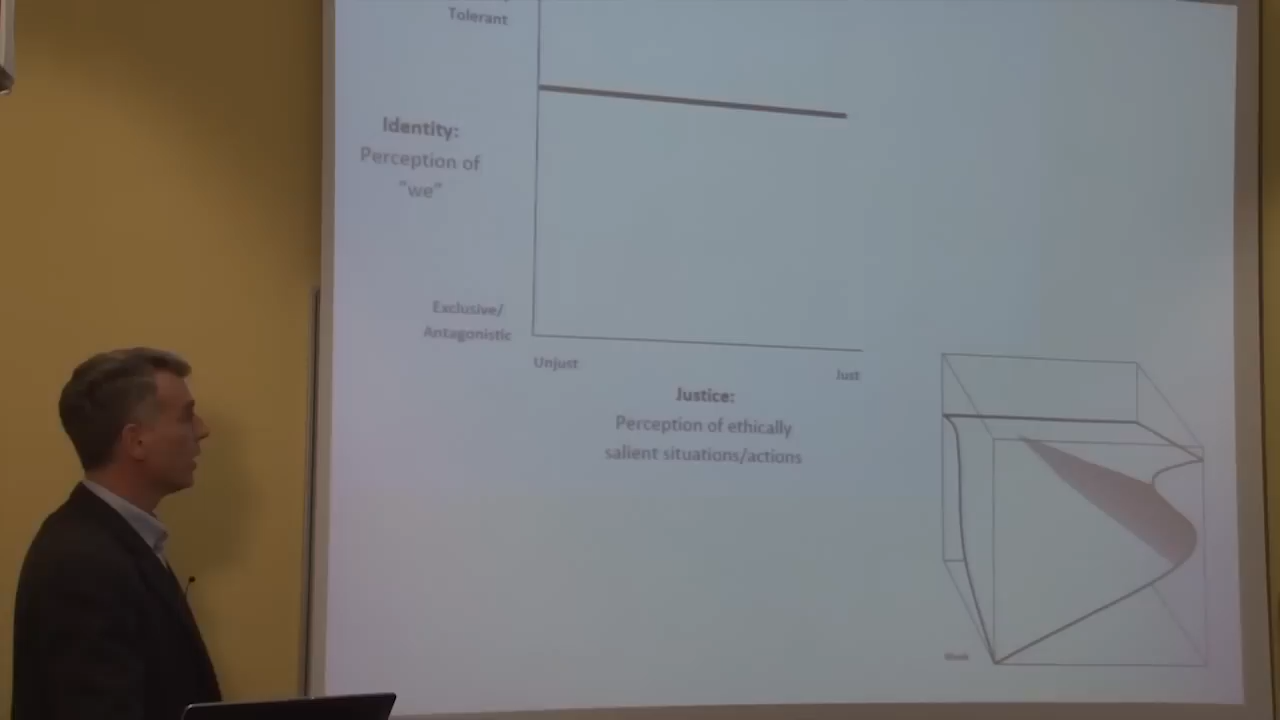 Tolerant
Identity:
Perception of
"we"
Exclusive/
Antagonistic
Unjust
Just
Justice:
Perception of ethically
salient situations/actions